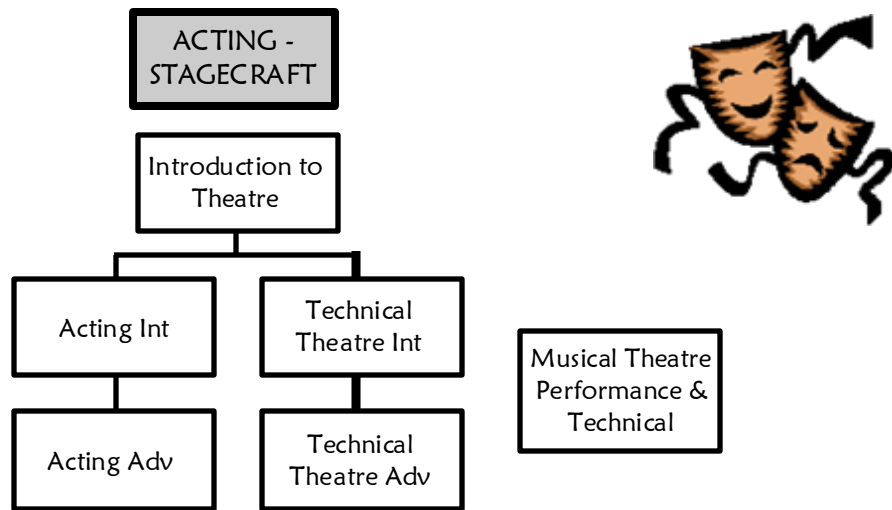 ACTING -
STAGECRAFT
Introduction to
Theatre
Acting Int
Technical
Theatre Int
Musical Theatre
Performance &
Technical
Acting Adv
Technical
Theatre Adv